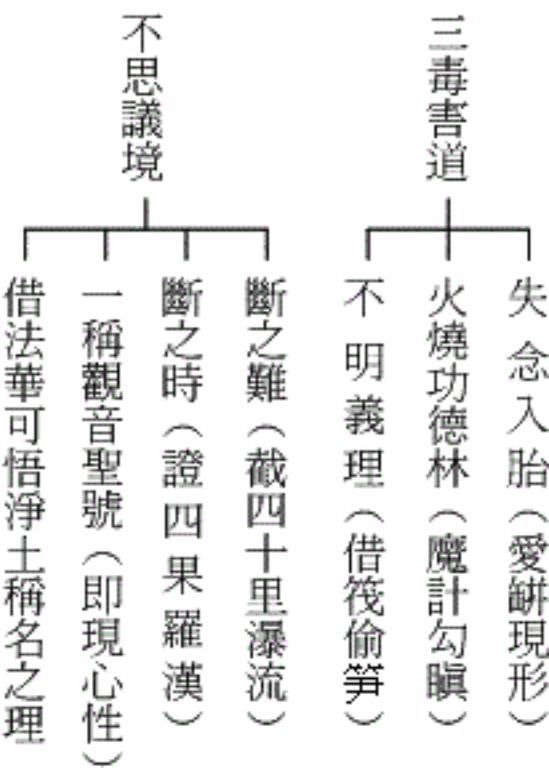 三毒害道
失念入胎（愛缾現形）
火燒功德林（魔計勾瞋）
不明義理（借筏偷笋）
不思議境
斷之難（截四十里瀑流）
斷之時（證四果羅漢）
一稱觀音聖號（即現心性）
借法華可悟淨土稱名之理